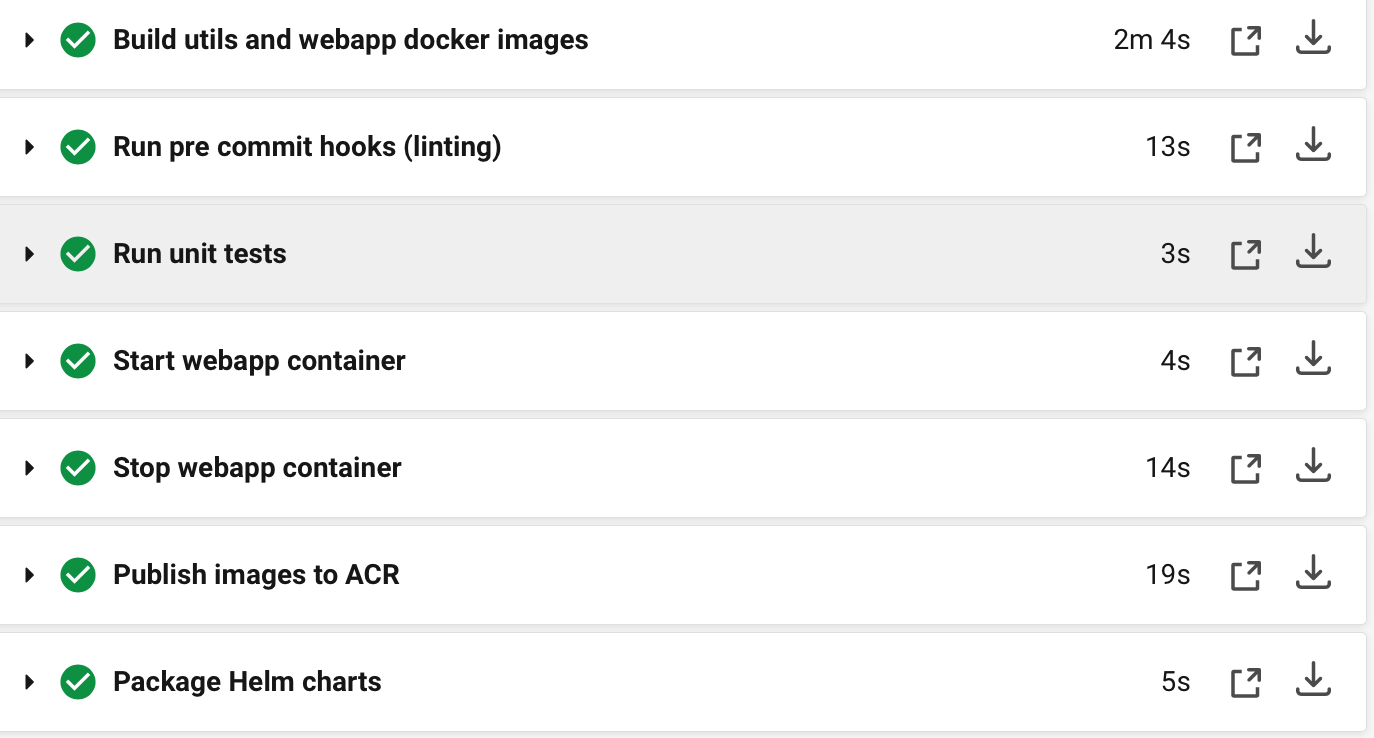 Build utils and webapp docker images 2m 4s
Run pre commit hooks (linting) 13s
Run unit tests 3s
Start webapp container 4s
Stop webapp container 14s
Publish images to ACR 19s
Package Helm charts 5s